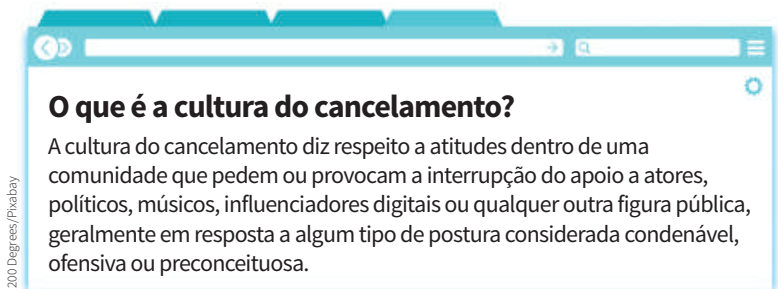 O que é a cultura do cancelamento?
A cultura do cancelamento diz respeito a atitudes dentro de uma
comunidade que pedem ou provocam a interrupção do apoio a atores,
políticos, músicos, influenciadores digitais ou qualquer outra figura pública,
geralmente em resposta a algum tipo de postura considerada condenável,
ofensiva ou preconceituosa.
200 Degrees/Pixabay